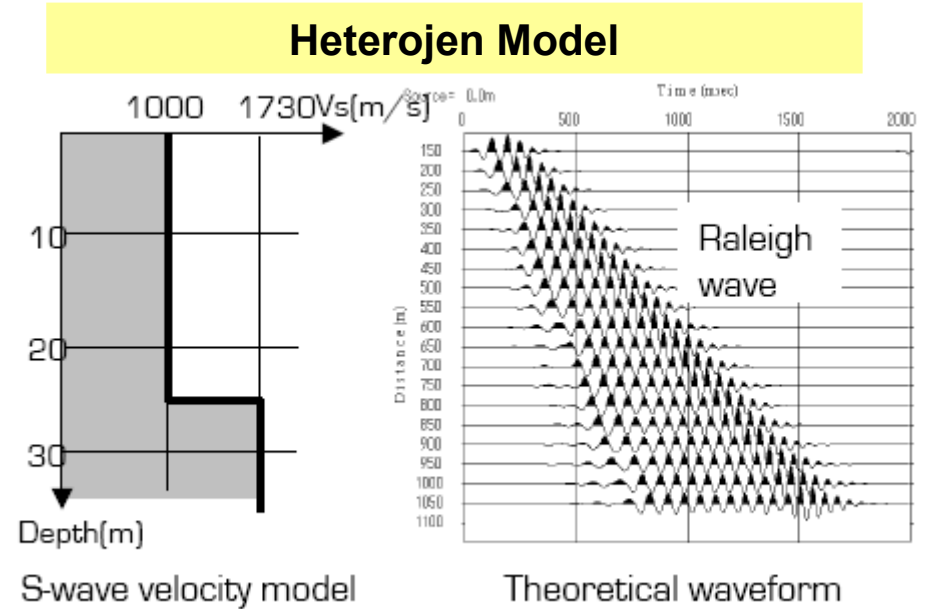 Heterojen Model
1000 1730 Vs(m/s)
10
20
30
Depth(m)
S-wave velocity model
Source= 0.0m
Time (msec)
0 500 1000 1500 2000
Distance (m)
150
200
250
300
350
400
450
500
550
600
650
700
750
800
850
900
950
1000
1050
1100
Raleigh
wave
Theoretical waveform